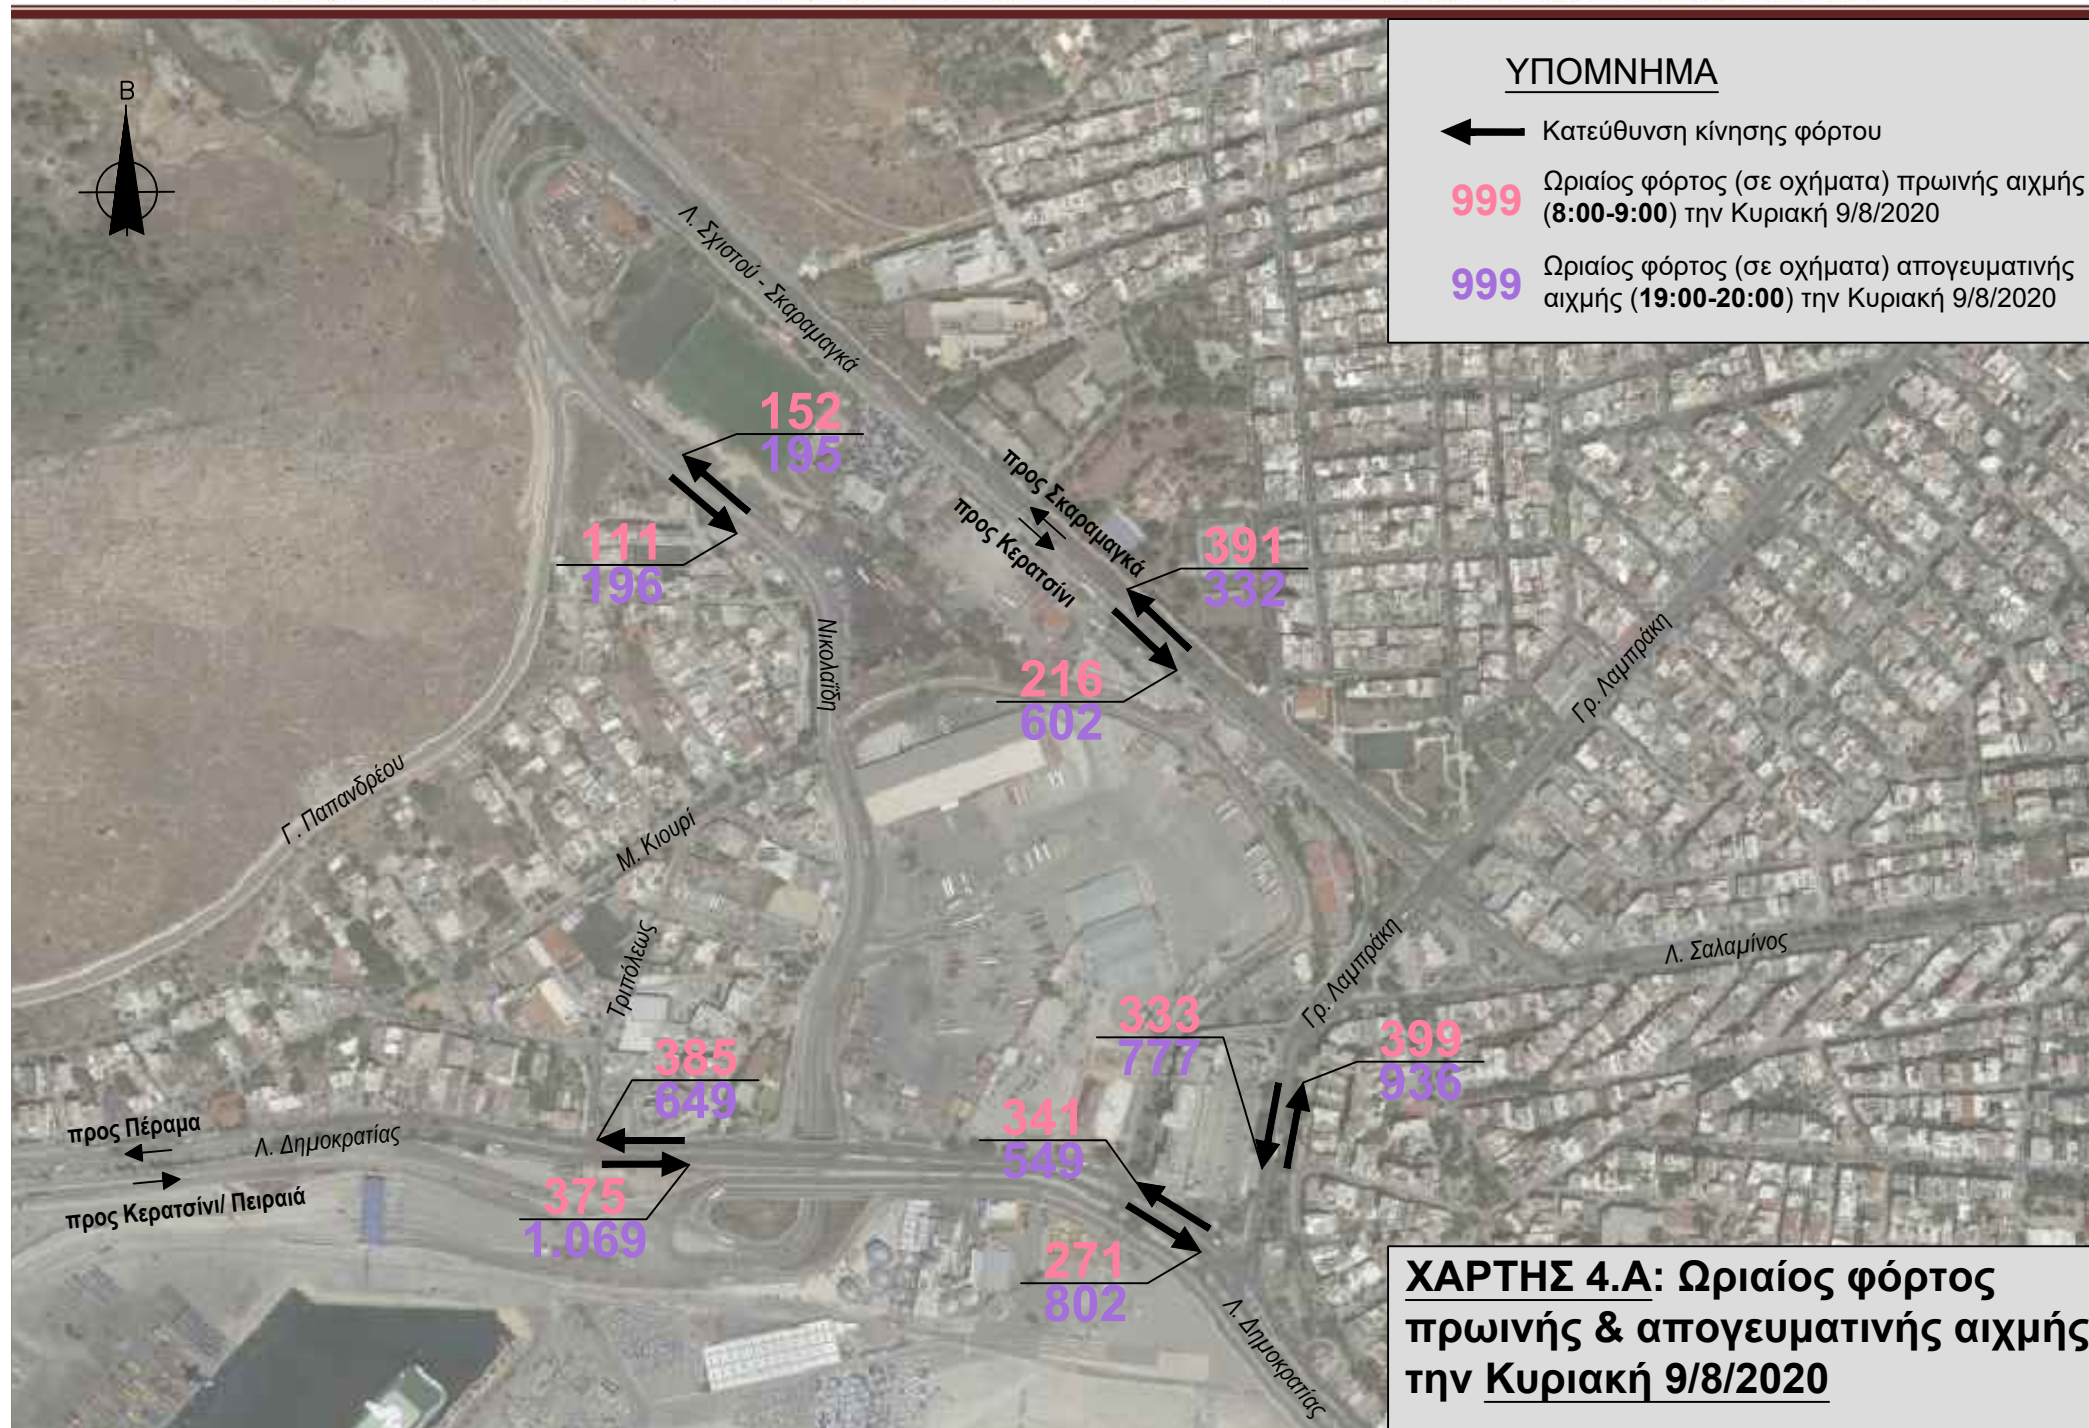 ΥΠΟΜΝΗΜΑ
Κατεύθυνση κίνησης φόρτου
999 Ωριαίος φόρτος (σε οχήματα) πρωινής αιχμής
(8:00-9:00) την Κυριακή 9/8/2020
999 Ωριαίος φόρτος (σε οχήματα) απογευματινής
αιχμής (19:00-20:00) την Κυριακή 9/8/2020
Β
Λ. Σχιστού - Σκαραμαγκά
152
195
προς Σκαραμαγκά
προς Κερατσίνι
111
196
391
332
Νικολαΐδη
216
602
Γρ. Λαμπράκη
Γ. Παπανδρέου
Μ. Κιουρί
Τριπόλεως
Γρ. Λαμπράκη
Λ. Σαλαμίνος
333
777
399
936
385
649
341
549
προς Πέραμα
Λ. Δημοκρατίας
προς Κερατσίνι/ Πειραιά
375
1.069
271
802
Λ. Δημοκρατίας
ΧΑΡΤΗΣ 4.Α: Ωριαίος φόρτος
πρωινής & απογευματινής αιχμής
την Κυριακή 9/8/2020